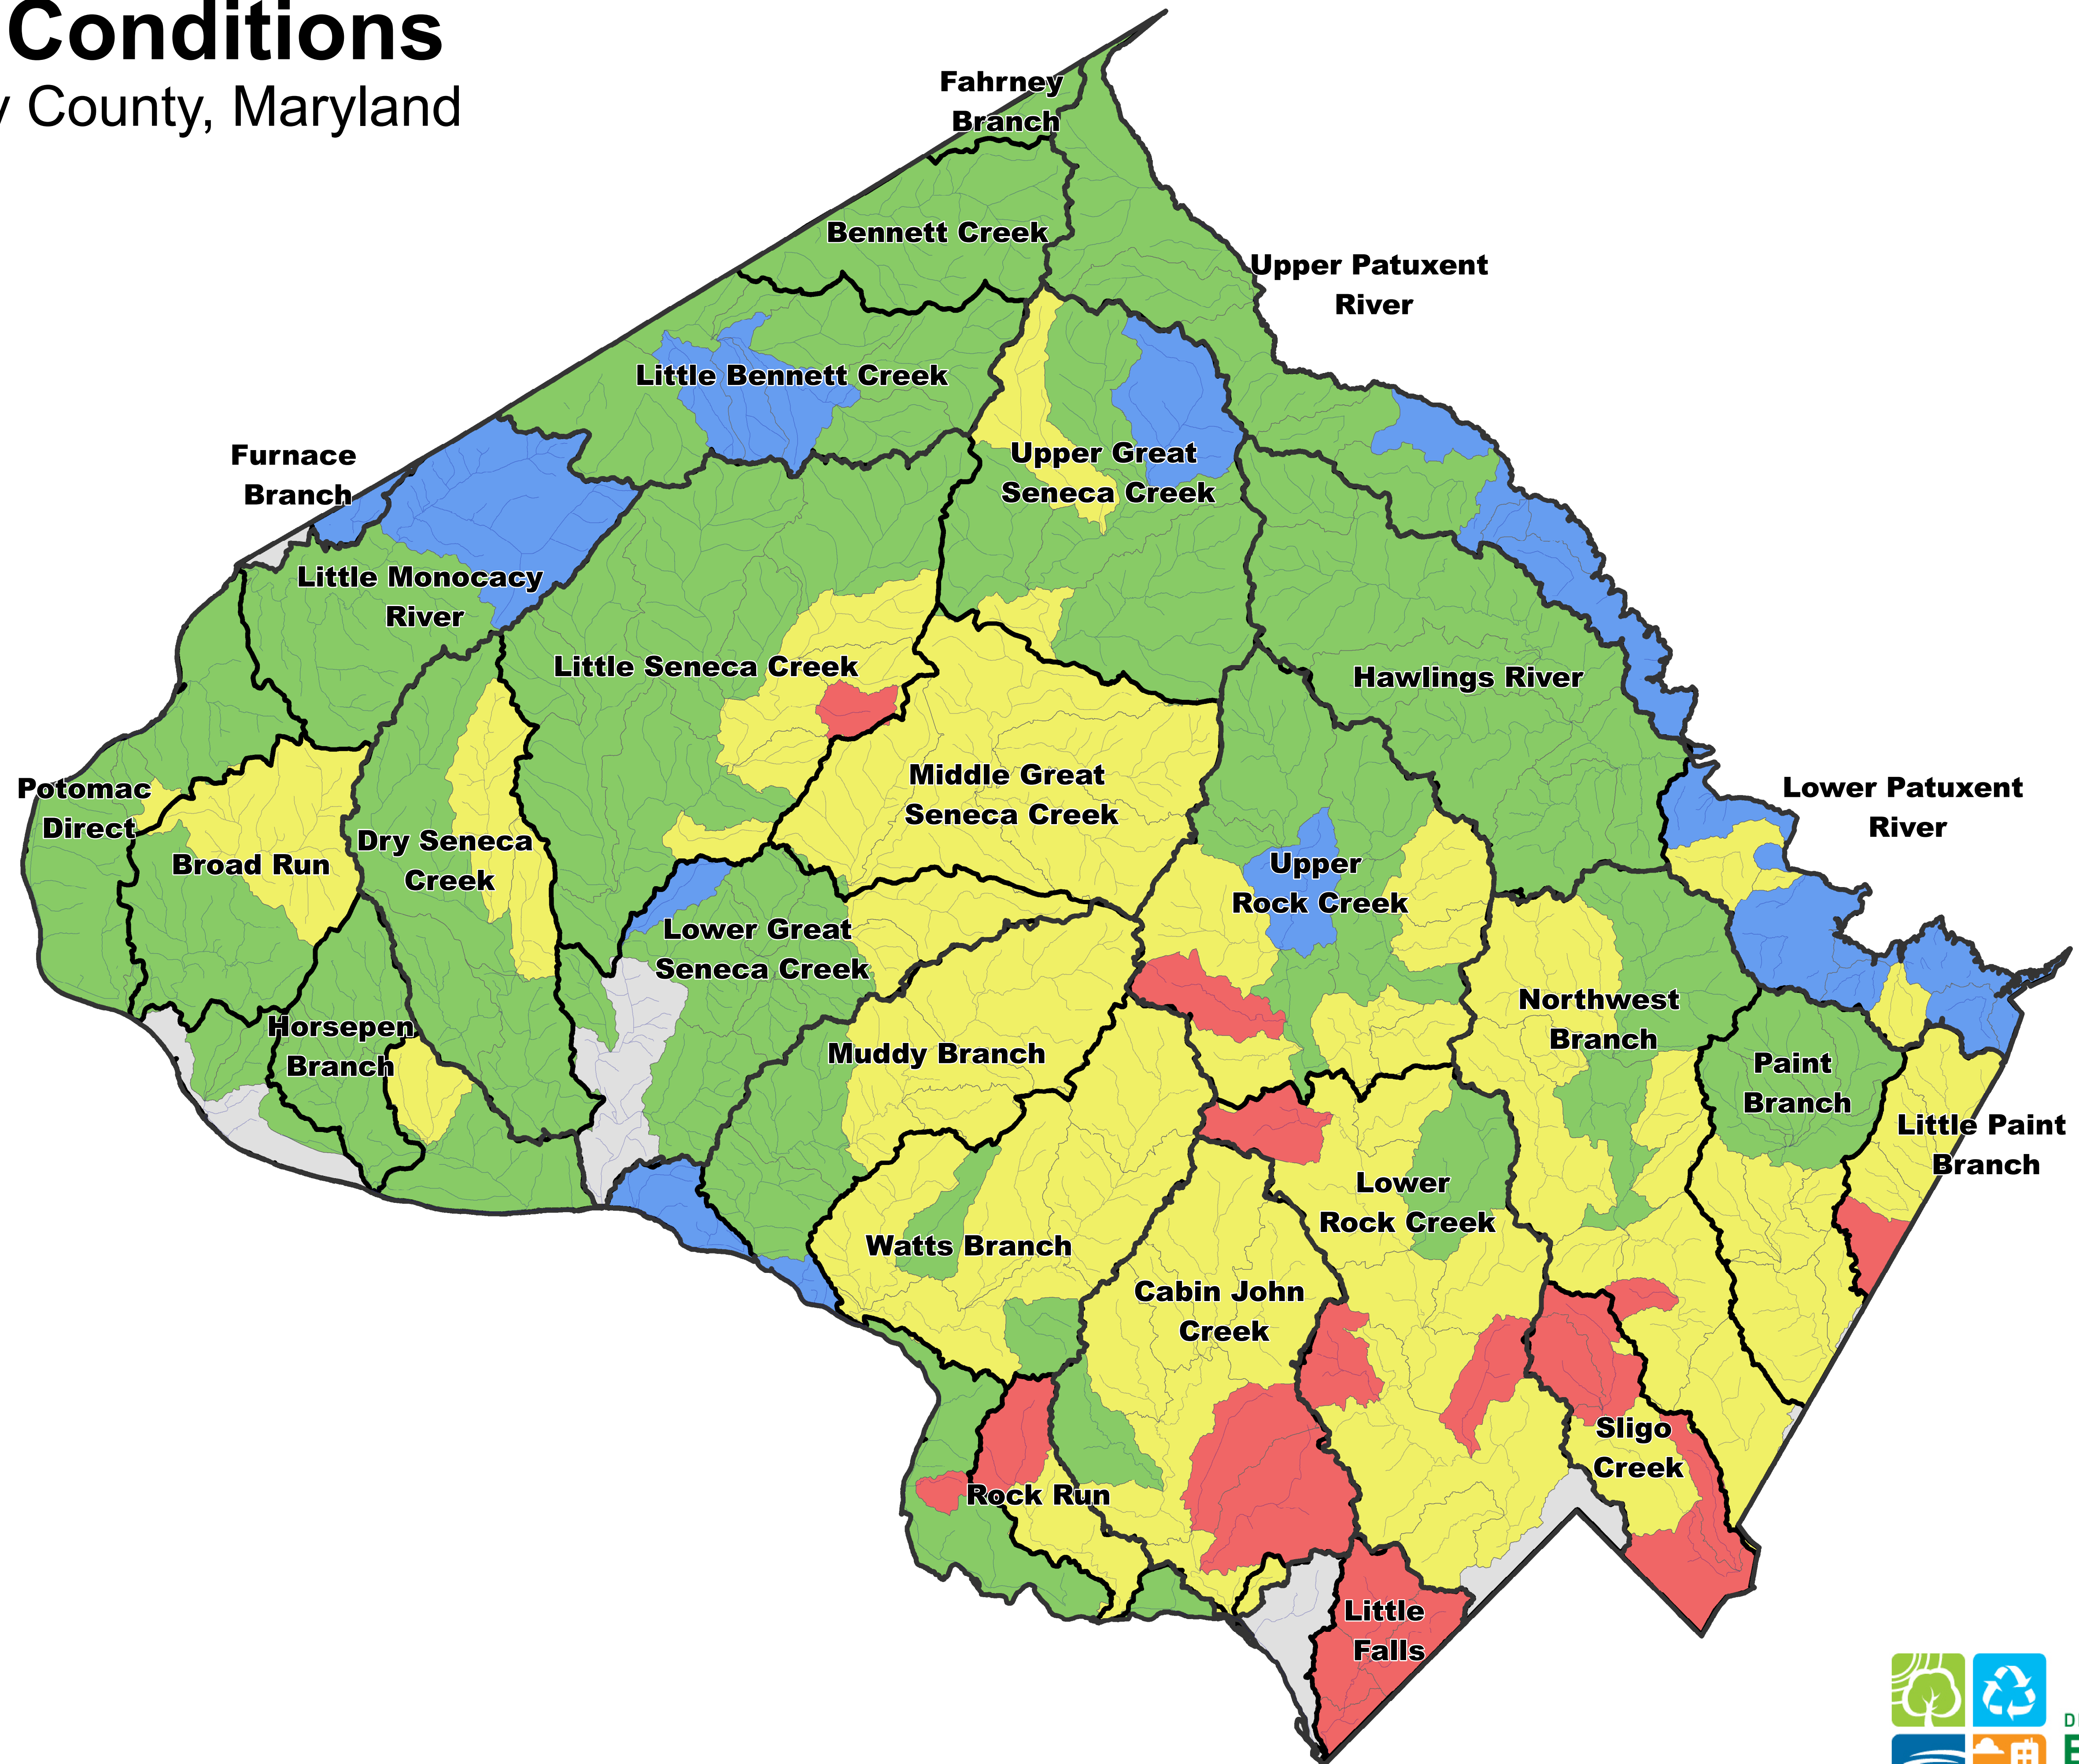 Conditions
y County, Maryland
Fahrney
Branch
Bennett Creek
Upper Patuxent
River
Little Bennett Creek
Furnace
Branch
Upper Great
Seneca Creek
Little Monocacy
River
Little Seneca Creek
Hawlings River
Middle Great
Seneca Creek
Lower Patuxent
River
Potomac
Direct
Broad Run
Dry Seneca
Creek
Upper
Rock Creek
Lower Great
Seneca Creek
Northwest
Branch
Horsepen
Branch
Muddy Branch
Paint
Branch
Little Paint
Branch
Lower
Rock Creek
Watts Branch
Cabin John
Creek
Sligo
Creek
Rock Run
Little
Falls